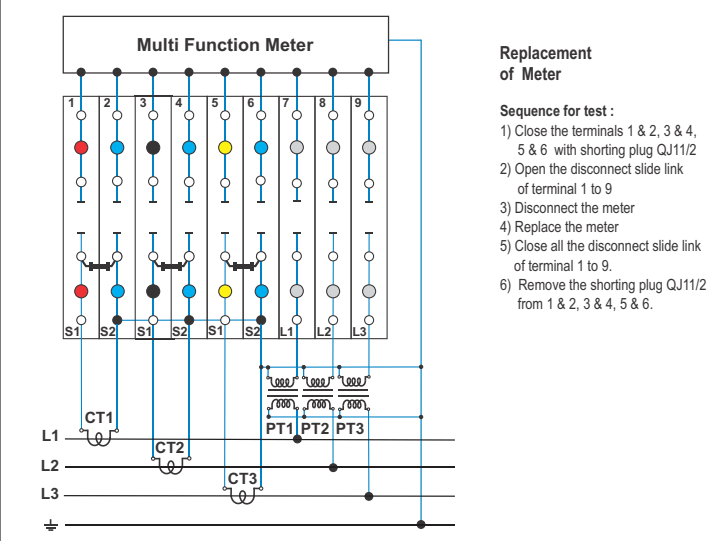 Multi Function Meter
1 2 3 4 5 6 7 8 9
S1 S2 S1 S2 S1 S2 L1 L2 L3
PT1 PT2 PT3
CT1
L1
CT2
L2
CT3
L3
Replacement
of Meter
Sequence for test :
1) Close the terminals 1 & 2, 3 & 4,
5 & 6 with shorting plug QJ11/2
2) Open the disconnect slide link
of terminal 1 to 9
3) Disconnect the meter
4) Replace the meter
5) Close all the disconnect slide link
of terminal 1 to 9.
6) Remove the shorting plug QJ11/2
from 1 & 2, 3 & 4, 5 & 6.